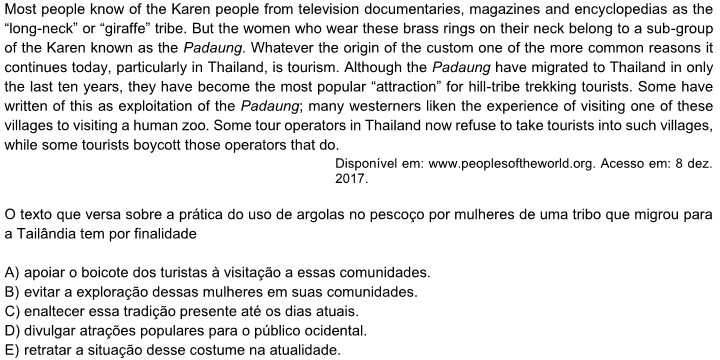 Most people know of the Karen people from television documentaries, magazines and encyclopedias as the
“long-neck” or “giraffe” tribe. But the women who wear these brass rings on their neck belong to a sub-group
of the Karen known as the Padaung. Whatever the origin of the custom one of the more common reasons it
continues today, particularly in Thailand, is tourism. Although the Padaung have migrated to Thailand in only
the last ten years, they have become the most popular “attraction” for hill-tribe trekking tourists. Some have
written of this as exploitation of the Padaung; many westerners liken the experience of visiting one of these
villages to visiting a human zoo. Some tour operators in Thailand now refuse to take tourists into such villages,
while some tourists boycott those operators that do.
Disponível em: www.peoplesoftheworld.org. Acesso em: 8 dez.
2017.
O texto que versa sobre a prática do uso de argolas no pescoço por mulheres de uma tribo que migrou para
a Tailândia tem por finalidade
A) apoiar o boicote dos turistas à visitação a essas comunidades.
B) evitar a exploração dessas mulheres em suas comunidades.
C) enaltecer essa tradição presente até os dias atuais.
D) divulgar atrações populares para o público ocidental.
E) retratar a situação desse costume na atualidade.